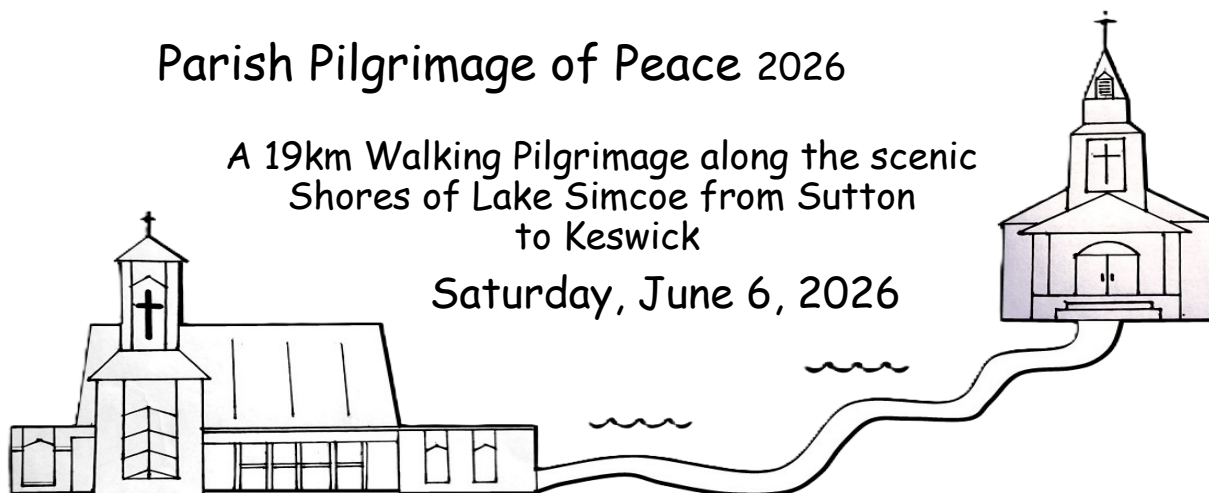 Parish Pilgrimage of Peace 2026
A 19km Walking Pilgrimage along the scenic
Shores of Lake Simcoe from Sutton
to Keswick
Saturday, June 6, 2026